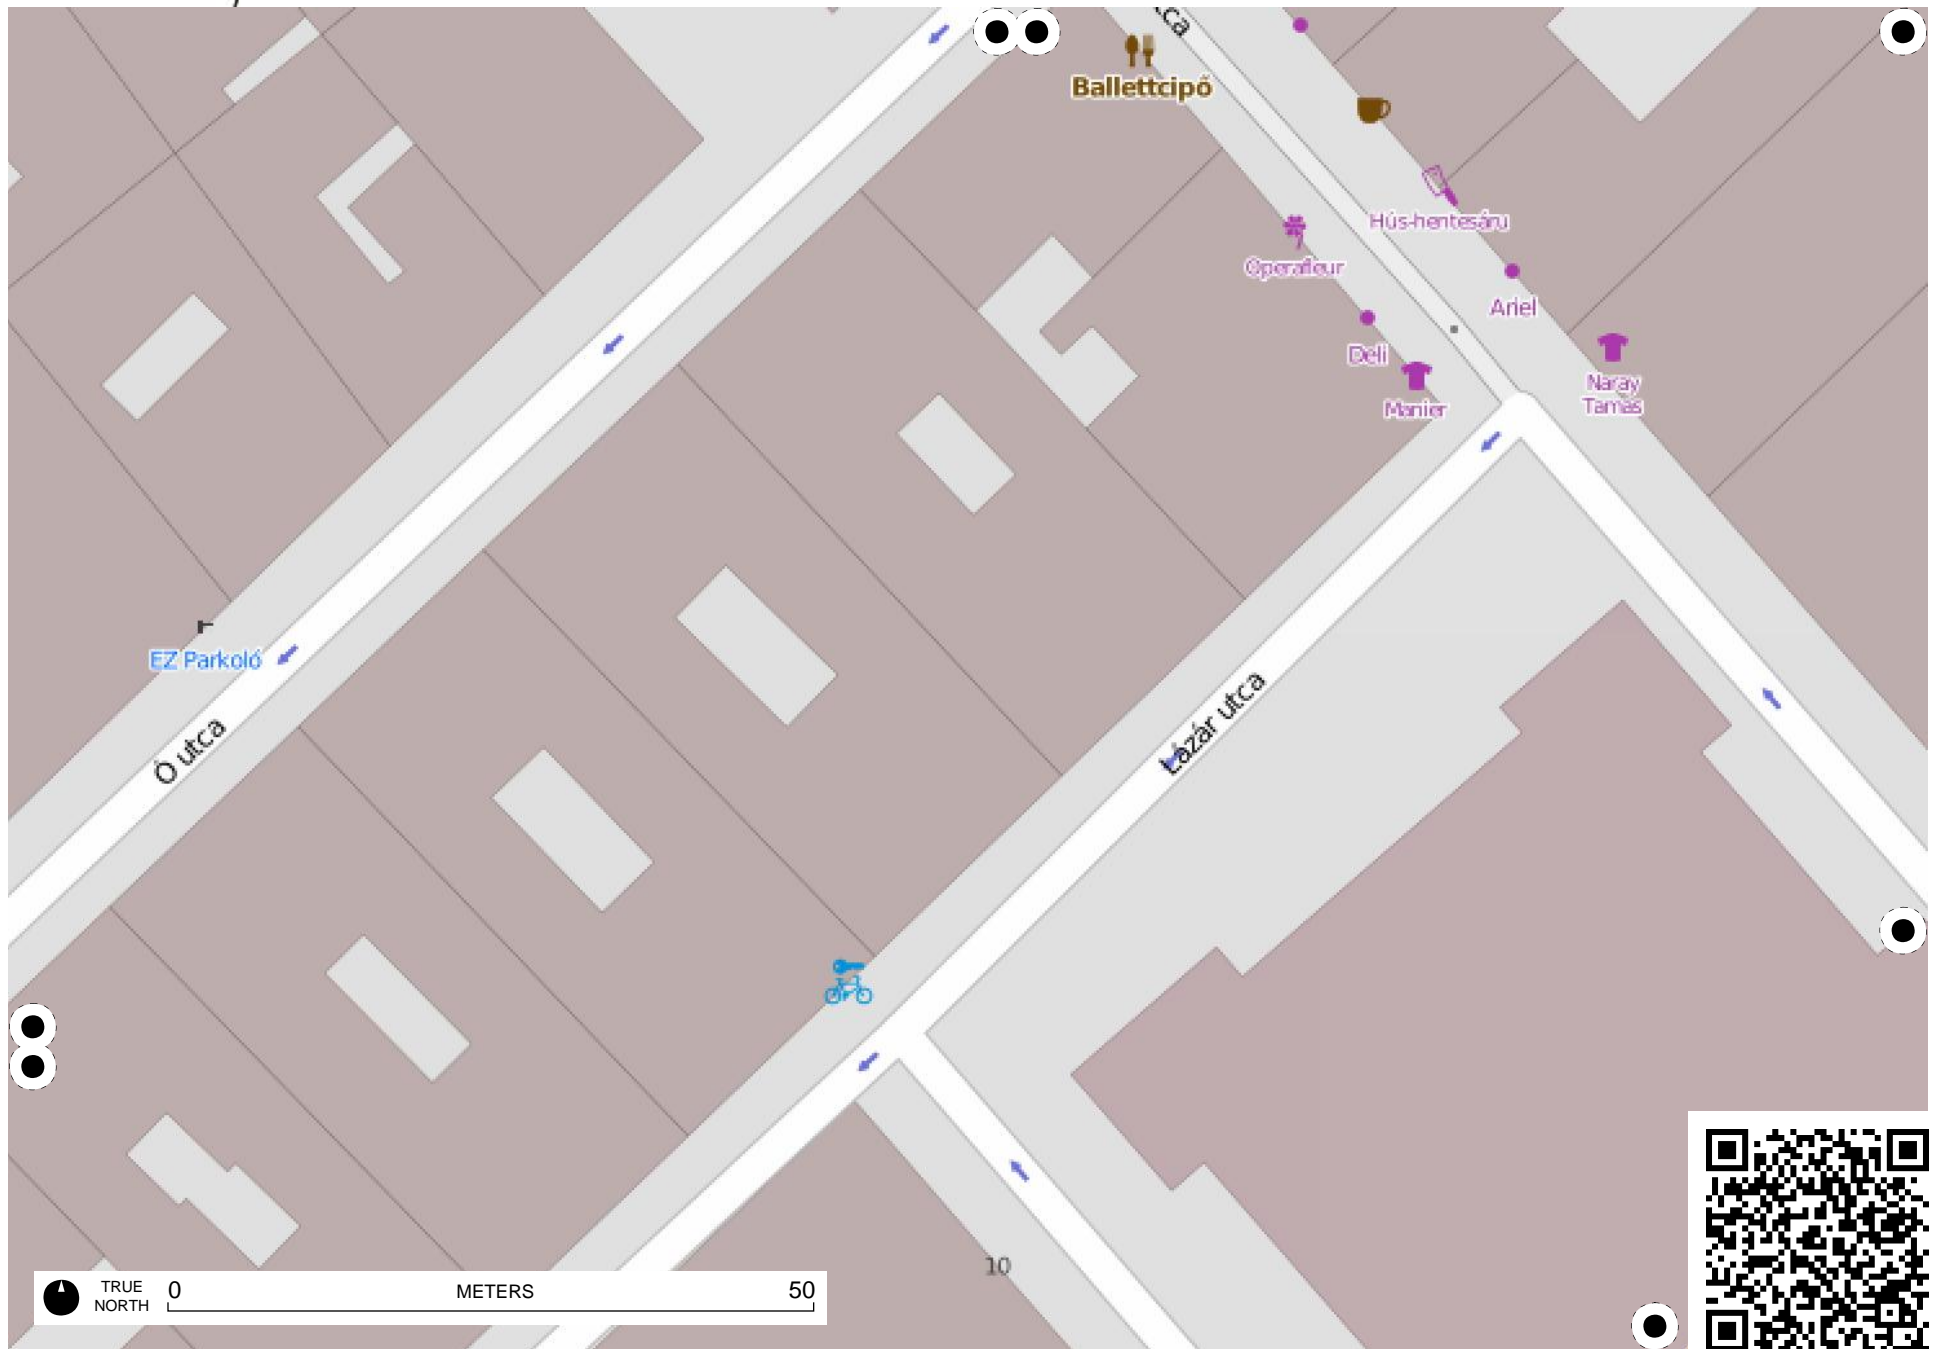 tca
Ballettcipő
Hús-hentesáru
Operafleur
Ariel
Deli
Naray
Tamas
Manier
EZ Parkoló
Ó utca
Lázár utca
10
TRUE
NORTH
0
METERS
50